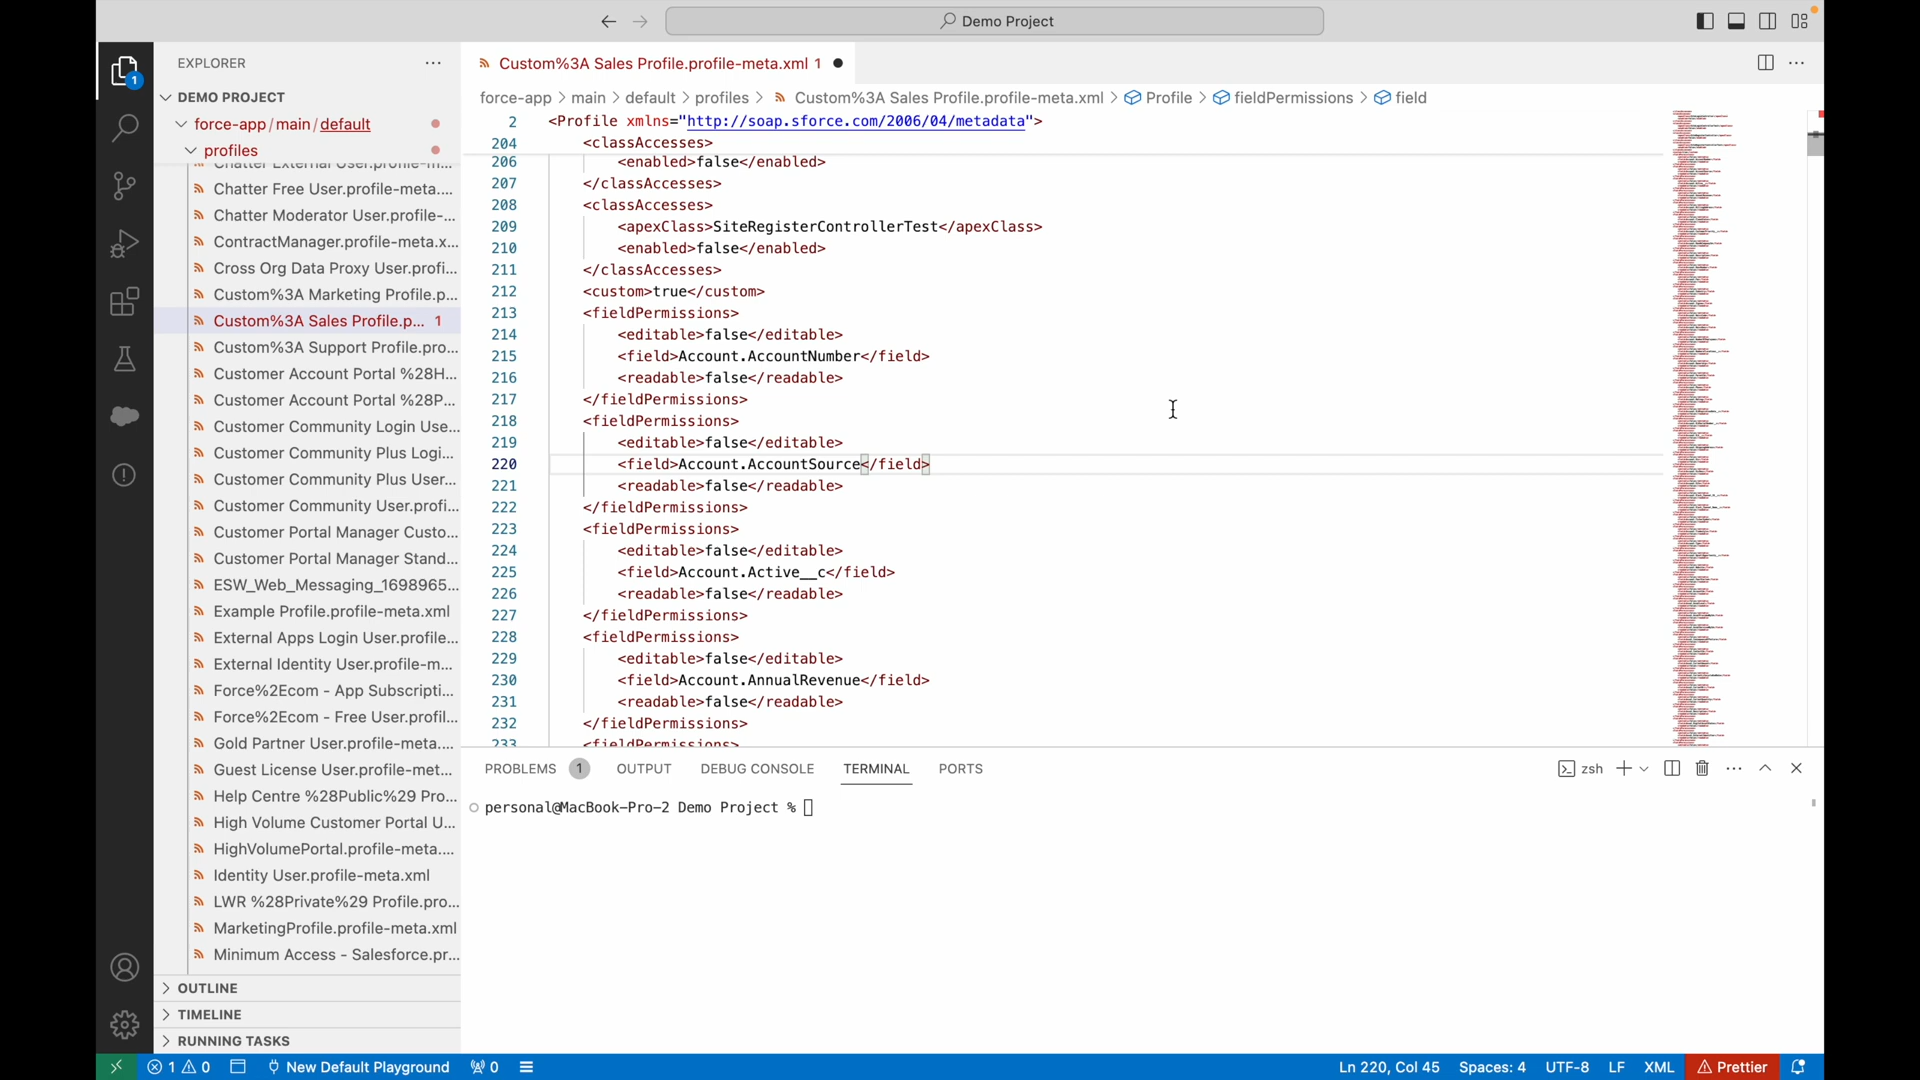 Demo Project
EXPLORER
Custom%3A Sales Profile.profile-meta.xml 1
DEMO PROJECT
force-app > main > default > profiles > Custom%3A Sales Profile.profile-meta.xml > Profile > fieldPermissions > field
force-app/main/default
profiles
Chatter External User.profile-m...
Chatter Free User.profile-meta....
Chatter Moderator User.profile-...
ContractManager.profile-meta.x...
Cross Org Data Proxy User.profi...
Custom%3A Marketing Profile.p...
Custom%3A Sales Profile.p... 1
Custom%3A Support Profile.pro...
Customer Account Portal %28H...
Customer Account Portal %28P...
Customer Community Login Use...
Customer Community Plus Logi...
Customer Community Plus User...
Customer Community User.profi...
Customer Portal Manager Custo...
Customer Portal Manager Stand...
ESW_Web_Messaging_1698965...
Example Profile.profile-meta.xml
External Apps Login User.profile...
External Identity User.profile-m...
Force%2Ecom - App Subscripti...
Force%2Ecom - Free User.profil...
Gold Partner User.profile-meta....
Guest License User.profile-met...
Help Centre %28Public%29 Pro...
High Volume Customer Portal U...
HighVolumePortal.profile-meta....
Identity User.profile-meta.xml
LWR %28Private%29 Profile.pro...
MarketingProfile.profile-meta.xml
Minimum Access - Salesforce.pr...
OUTLINE
TIMELINE
RUNNING TASKS
2 <Profile xmlns="http://soap.sforce.com/2006/04/metadata">
204 <classAccesses>
206 <enabled>false</enabled>
207 </classAccesses>
208 <classAccesses>
209 <apexClass>SiteRegisterControllerTest</apexClass>
210 <enabled>false</enabled>
211 </classAccesses>
212 <custom>true</custom>
213 <fieldPermissions>
214 <editable>false</editable>
215 <field>Account.AccountNumber</field>
216 <readable>false</readable>
217 </fieldPermissions>
218 <fieldPermissions>
219 <editable>false</editable>
220 <field>Account.AccountSource</field>
221 <readable>false</readable>
222 </fieldPermissions>
223 <fieldPermissions>
224 <editable>false</editable>
225 <field>Account.Active__c</field>
226 <readable>false</readable>
227 </fieldPermissions>
228 <fieldPermissions>
229 <editable>false</editable>
230 <field>Account.AnnualRevenue</field>
231 <readable>false</readable>
232 </fieldPermissions>
233 <fieldPermissions>
PROBLEMS 1 OUTPUT DEBUG CONSOLE TERMINAL PORTS zsh
personal@MacBook-Pro-2 Demo Project %
1
1 0 New Default Playground 0 Ln 220, Col 45 Spaces: 4 UTF-8 LF XML Prettier